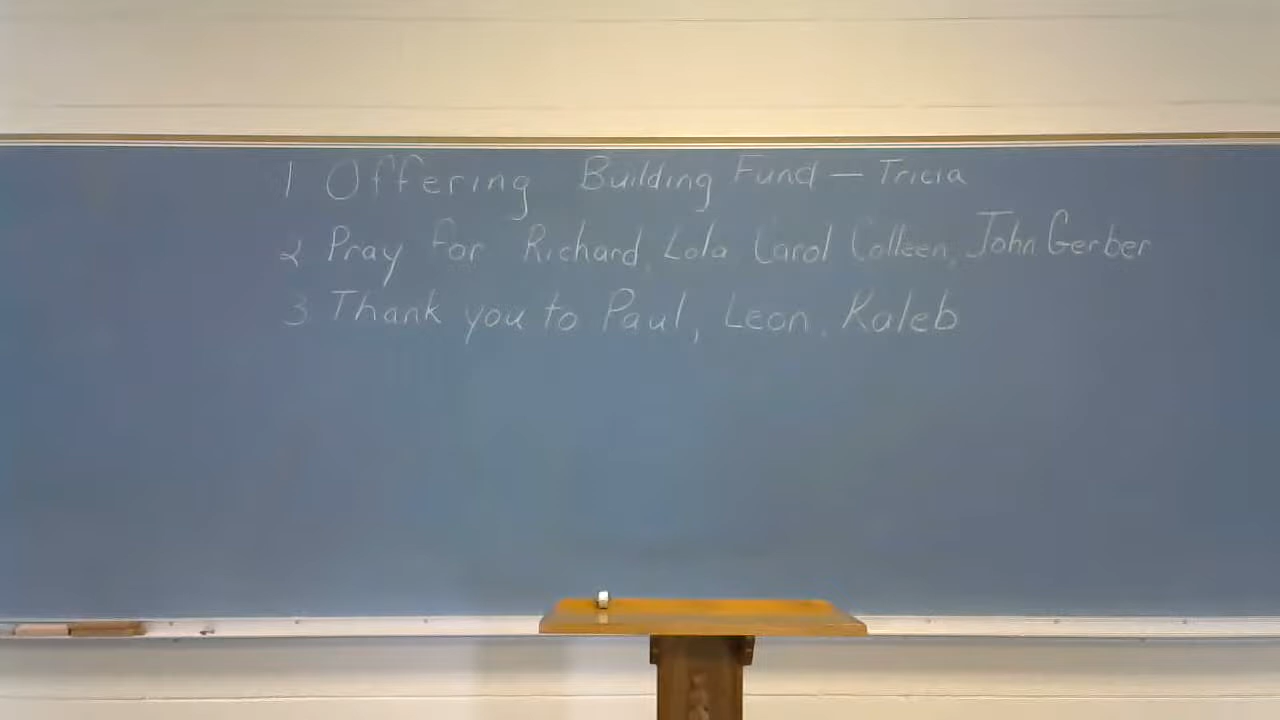 1 Offering Building Fund — Tricia
2 Pray for Richard, Lola Carol Colleen, John Gerber
3 Thank you to Paul, Leon, Kaleb